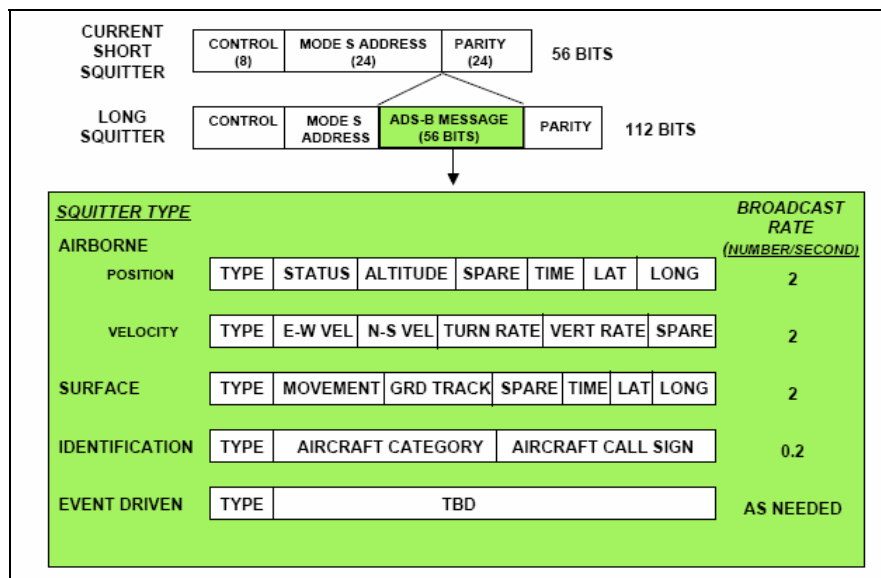 CURRENT SHORT SQUITTER
CONTROL (8) MODE S ADDRESS (24) PARITY (24) 56 BITS
LONG SQUITTER
CONTROL MODE S ADDRESS ADS-B MESSAGE (56 BITS) PARITY 112 BITS
SQUITTER TYPE
BROADCAST RATE (NUMBER/SECOND)
AIRBORNE
POSITION TYPE STATUS ALTITUDE SPARE TIME LAT LONG 2
VELOCITY TYPE E-W VEL N-S VEL TURN RATE VERT RATE SPARE 2
SURFACE TYPE MOVEMENT GRD TRACK SPARE TIME LAT LONG 2
IDENTIFICATION TYPE AIRCRAFT CATEGORY AIRCRAFT CALL SIGN 0.2
EVENT DRIVEN TYPE TBD AS NEEDED